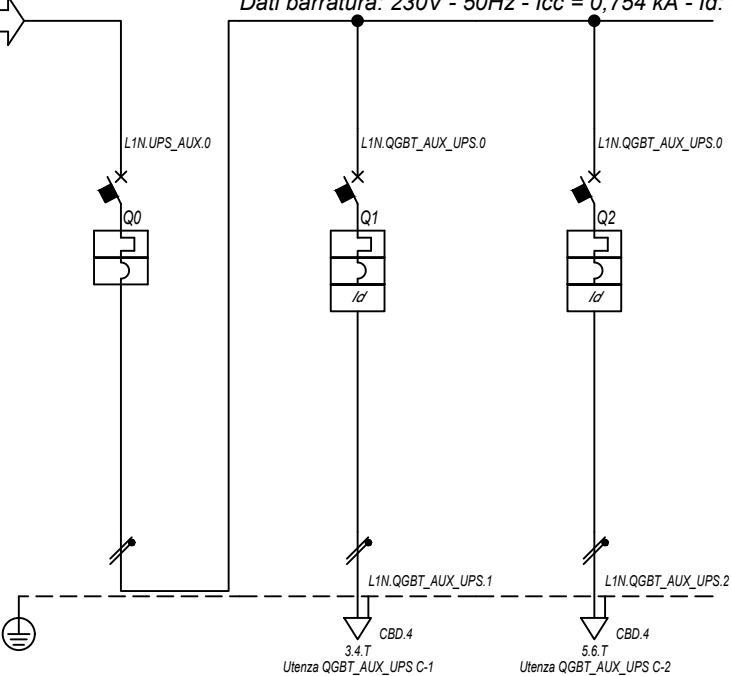 Dati barratura: 230V - 50Hz - Icc = 0,754 kA - Id:
L1N.UPS_AUX.0
L1N.QGBT_AUX_UPS.0
L1N.QGBT_AUX_UPS.0
Q0
Q1
Q2
Id
Id
L1N.QGBT_AUX_UPS.1
L1N.QGBT_AUX_UPS.2
CBD.4
CBD.4
3.4.T
5.6.T
Utenza QGBT_AUX_UPS C-1
Utenza QGBT_AUX_UPS C-2